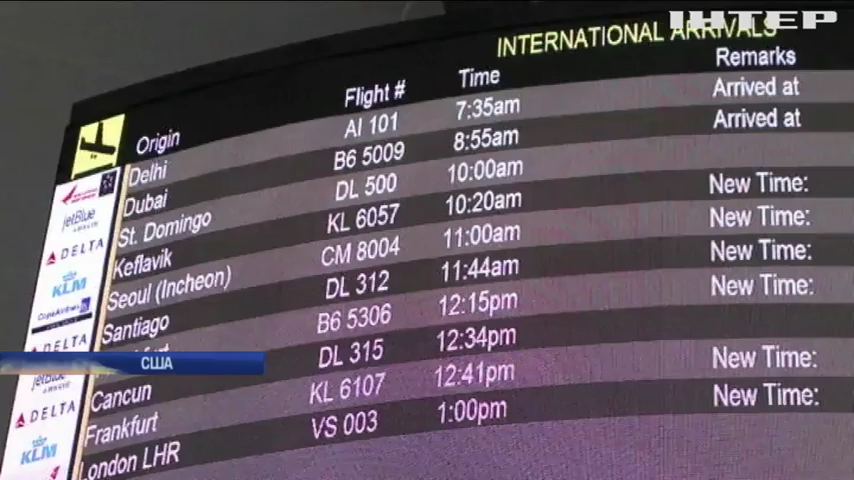 ІНТЕР
INTERNATIONAL ARRIVALS
Origin Flight # Time Remarks
Delhi AI 101 7:35am Arrived at
Dubai B6 5009 8:55am Arrived at
St. Domingo DL 500 10:00am
Keflavik KL 6057 10:20am New Time:
Seoul (Incheon) CM 8004 11:00am New Time:
Santiago DL 312 11:44am New Time:
B6 5306 12:15pm New Time:
Cancun DL 315 12:34pm
Frankfurt KL 6107 12:41pm New Time:
London LHR VS 003 1:00pm New Time:
jetBlue
DELTA
KLM
CopaAirlines
DELTA
jetBlue
DELTA
KLM
США